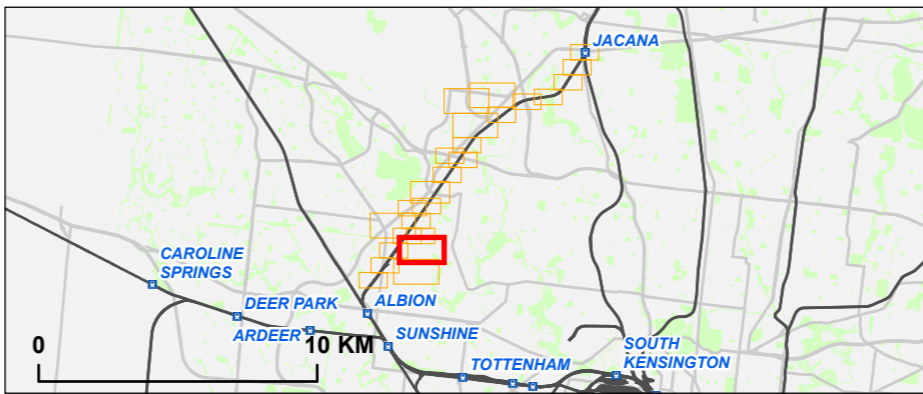 JACANA
CAROLINE
SPRINGS
DEER PARK
ALBION
ARDEER
SUNSHINE
0
10 KM
TOTTENHAM
SOUTH
KENSINGTON